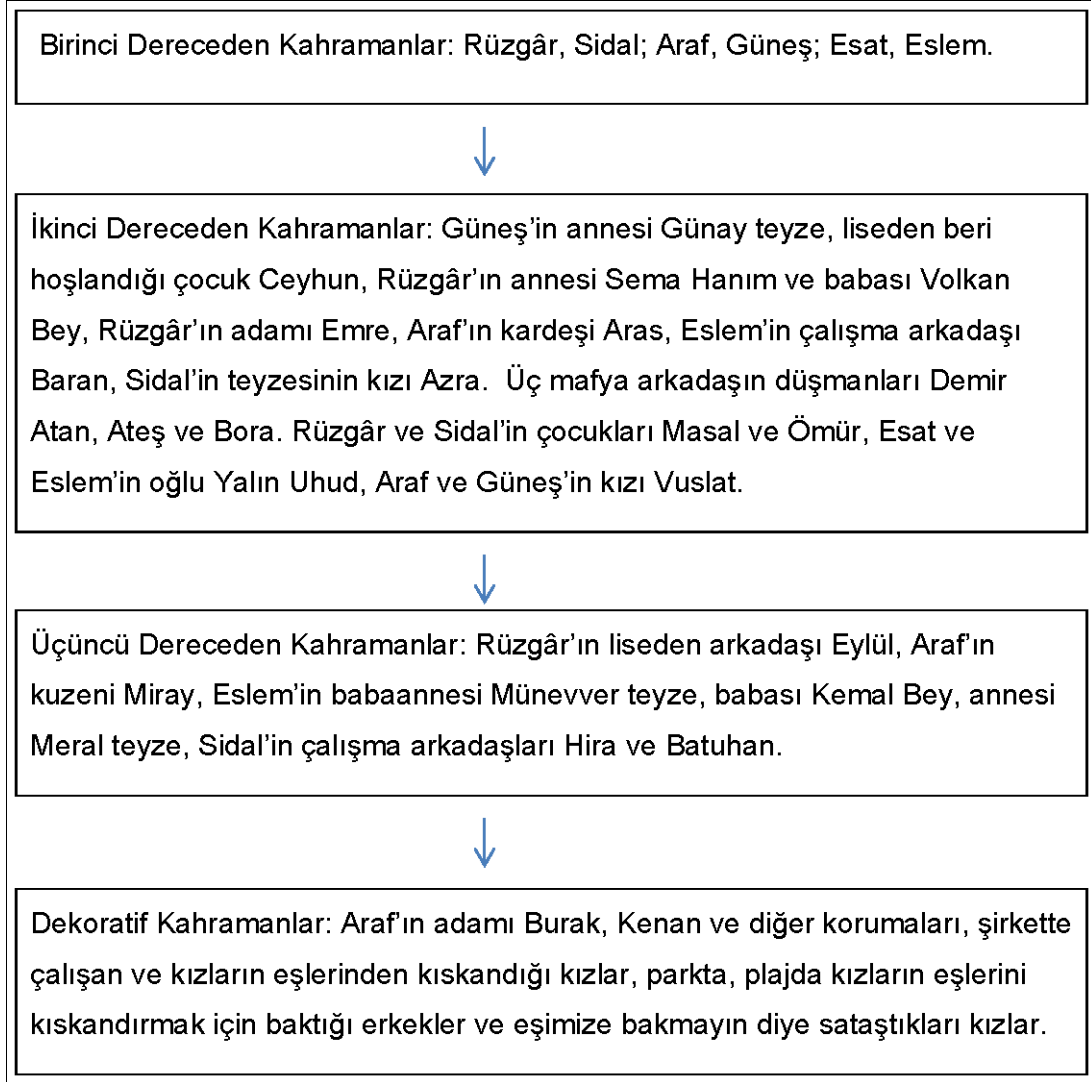 Birinci Dereceden Kahramanlar: Rüzgâr, Sidal; Araf, Güneş; Esat, Eslem.
İkinci Dereceden Kahramanlar: Güneş’in annesi Günay teyze, liseden beri
hoşlandığı çocuk Ceyhun, Rüzgâr’ın annesi Sema Hanım ve babası Volkan
Bey, Rüzgâr’ın adamı Emre, Araf’ın kardeşi Aras, Eslem’in çalışma arkadaşı
Baran, Sidal’in teyzesinin kızı Azra.  Üç mafya arkadaşın düşmanları Demir
Atan, Ateş ve Bora. Rüzgâr ve Sidal’in çocukları Masal ve Ömür, Esat ve
Eslem’in oğlu Yalın Uhud, Araf ve Güneş’in kızı Vuslat.
Üçüncü Dereceden Kahramanlar: Rüzgâr’ın liseden arkadaşı Eylül, Araf’ın
kuzeni Miray, Eslem’in babaannesi Münevver teyze, babası Kemal Bey, annesi
Meral teyze, Sidal’in çalışma arkadaşları Hira ve Batuhan.
Dekoratif Kahramanlar: Araf’ın adamı Burak, Kenan ve diğer korumaları, şirkette
çalışan ve kızların eşlerinden kıskandığı kızlar, parkta, plajda kızların eşlerini
kıskandırmak için baktığı erkekler ve eşimize bakmayın diye sataştıkları kızlar.